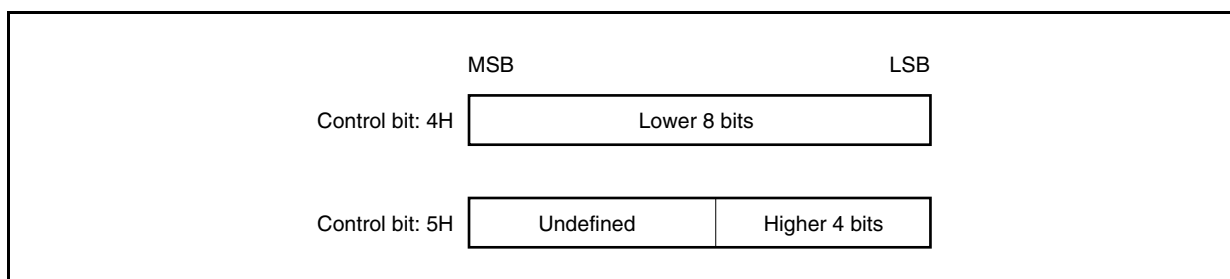 MSB LSB
Control bit: 4H Lower 8 bits
Control bit: 5H Undefined Higher 4 bits